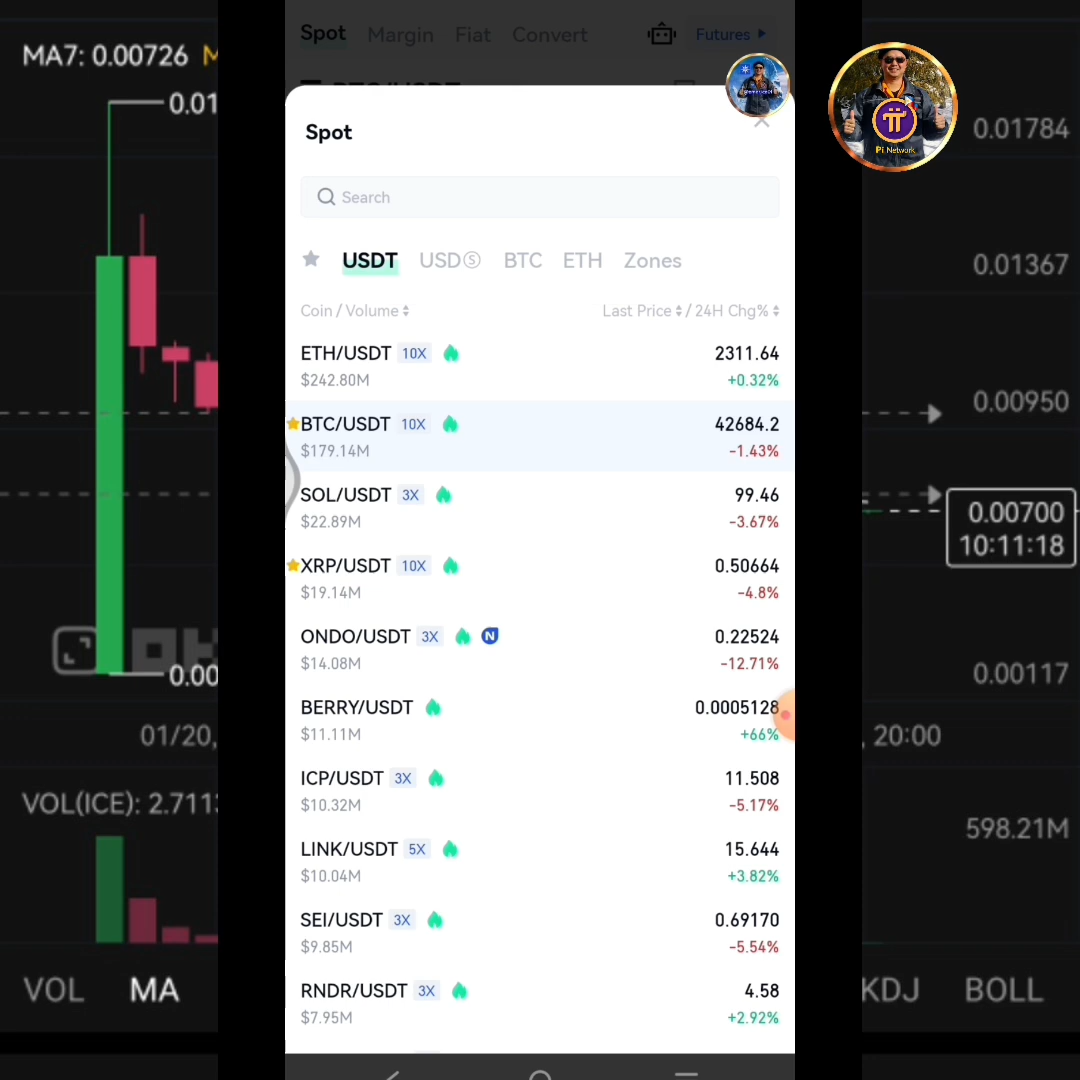 MA7: 0.00726 M
0.01
0.00
01/20,
VOL(ICE): 2.7113
VOL MA
Spot Margin Fiat Convert Futures
BTC/USDT
Spot
Search
USDT USDⓈ BTC ETH Zones
Coin / Volume Last Price / 24H Chg%
ETH/USDT 10X 2311.64
$242.80M +0.32%
BTC/USDT 10X 42684.2
$179.14M -1.43%
SOL/USDT 3X 99.46
$22.89M -3.67%
XRP/USDT 10X 0.50664
$19.14M -4.8%
ONDO/USDT 3X N 0.22524
$14.08M -12.71%
BERRY/USDT 0.0005128
$11.11M +66%
ICP/USDT 3X 11.508
$10.32M -5.17%
LINK/USDT 5X 15.644
$10.04M +3.82%
SEI/USDT 3X 0.69170
$9.85M -5.54%
RNDR/USDT 3X 4.58
$7.95M +2.92%
Pi Network
0.01784
0.01367
0.00950
0.00700
10:11:18
0.00117
, 20:00
598.21M
KDJ BOLL